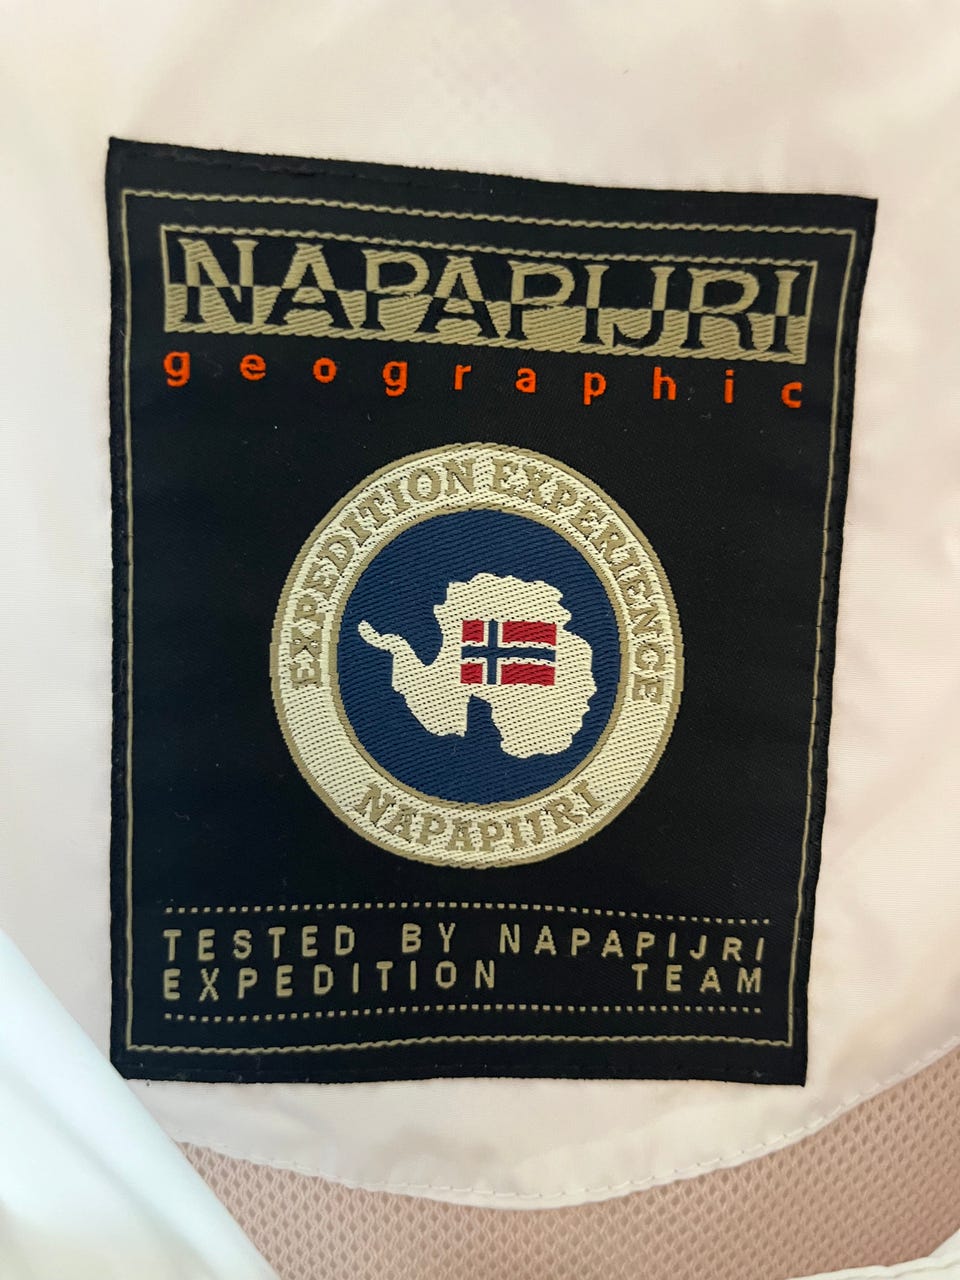 NAPAPIJRI
geographic
EXPEDITION EXPERIENCE
NAPAPIJRI
TESTED BY NAPAPIJRI
EXPEDITION TEAM